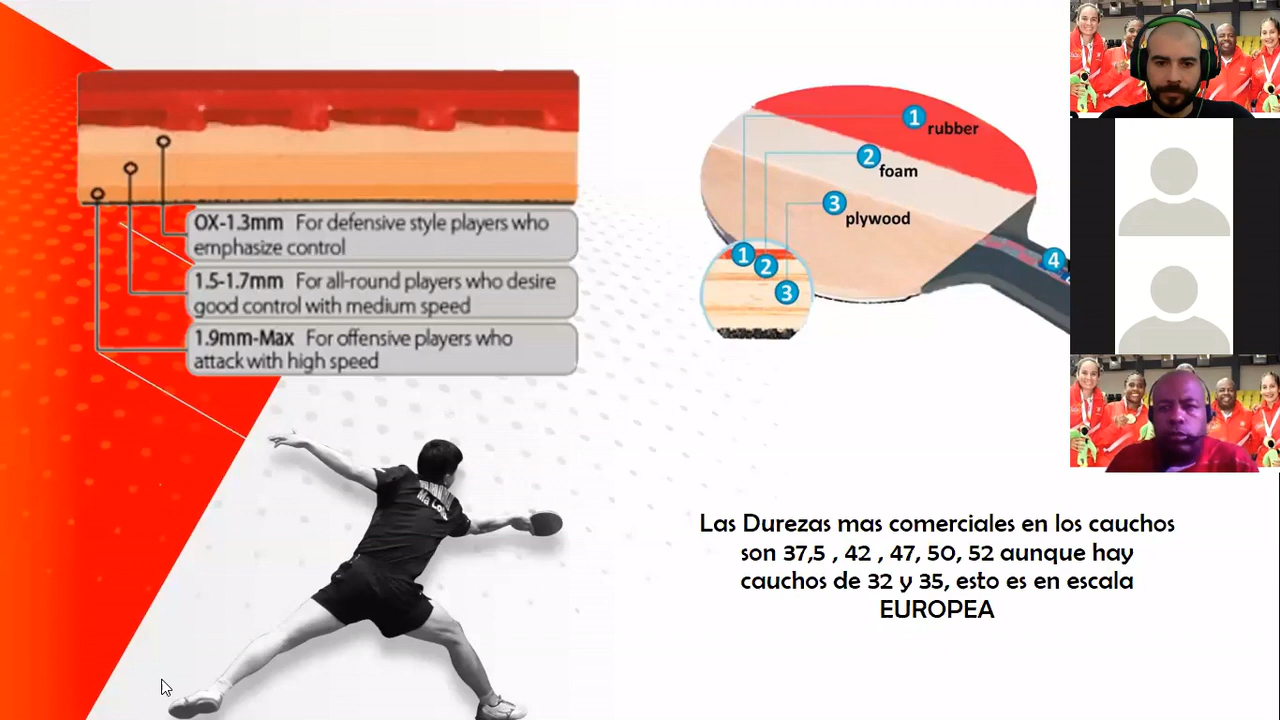 OX-1.3mm For defensive style players who
emphasize control
1.5-1.7mm For all-round players who desire
good control with medium speed
1.9mm-Max For offensive players who
attack with high speed
1 rubber
2 foam
3 plywood
4
1
2
3
Ma Long
Las Durezas mas comerciales en los cauchos
son 37,5 , 42 , 47, 50, 52 aunque hay
cauchos de 32 y 35, esto es en escala
EUROPEA